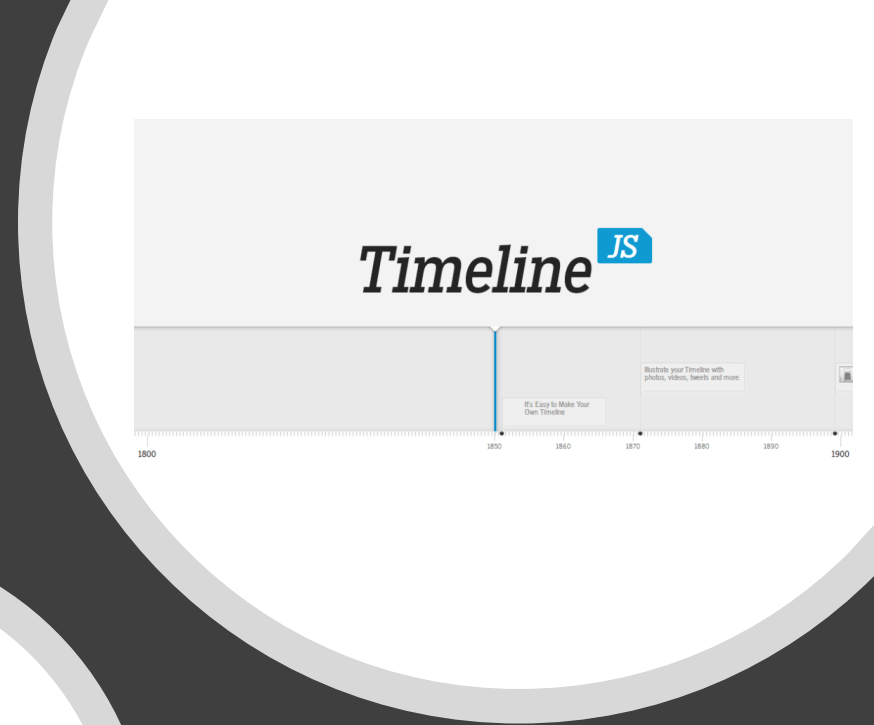 Timeline JS
Illustrate your Timeline with
photos, videos, tweets and more.
It's Easy to Make Your
Own Timeline
1850 1860 1870 1880 1890
1800 1900